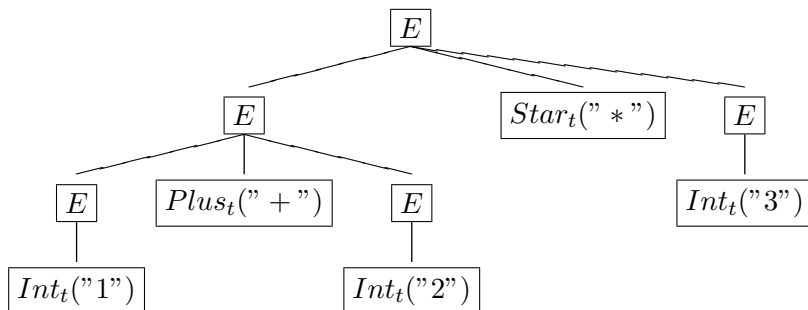 E
E Star_t(" * ") E
E Plus_t(" + ") E Int_t("3")
Int_t("1") Int_t("2")